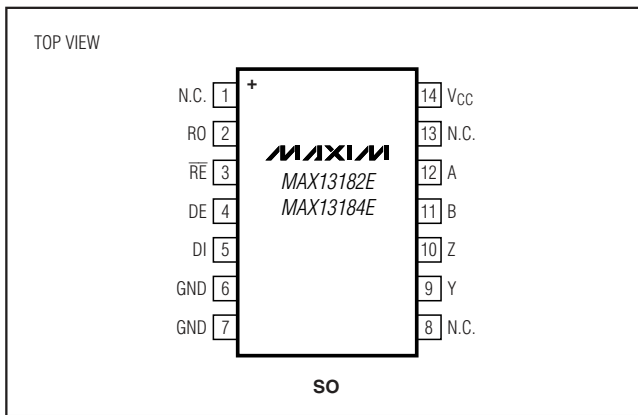 TOP VIEW
+
N.C. 1
RO 2
R̅E̅ 3
DE 4
DI 5
GND 6
GND 7
MAXIM
MAX13182E
MAX13184E
14 VCC
13 N.C.
12 A
11 B
10 Z
9 Y
8 N.C.
SO